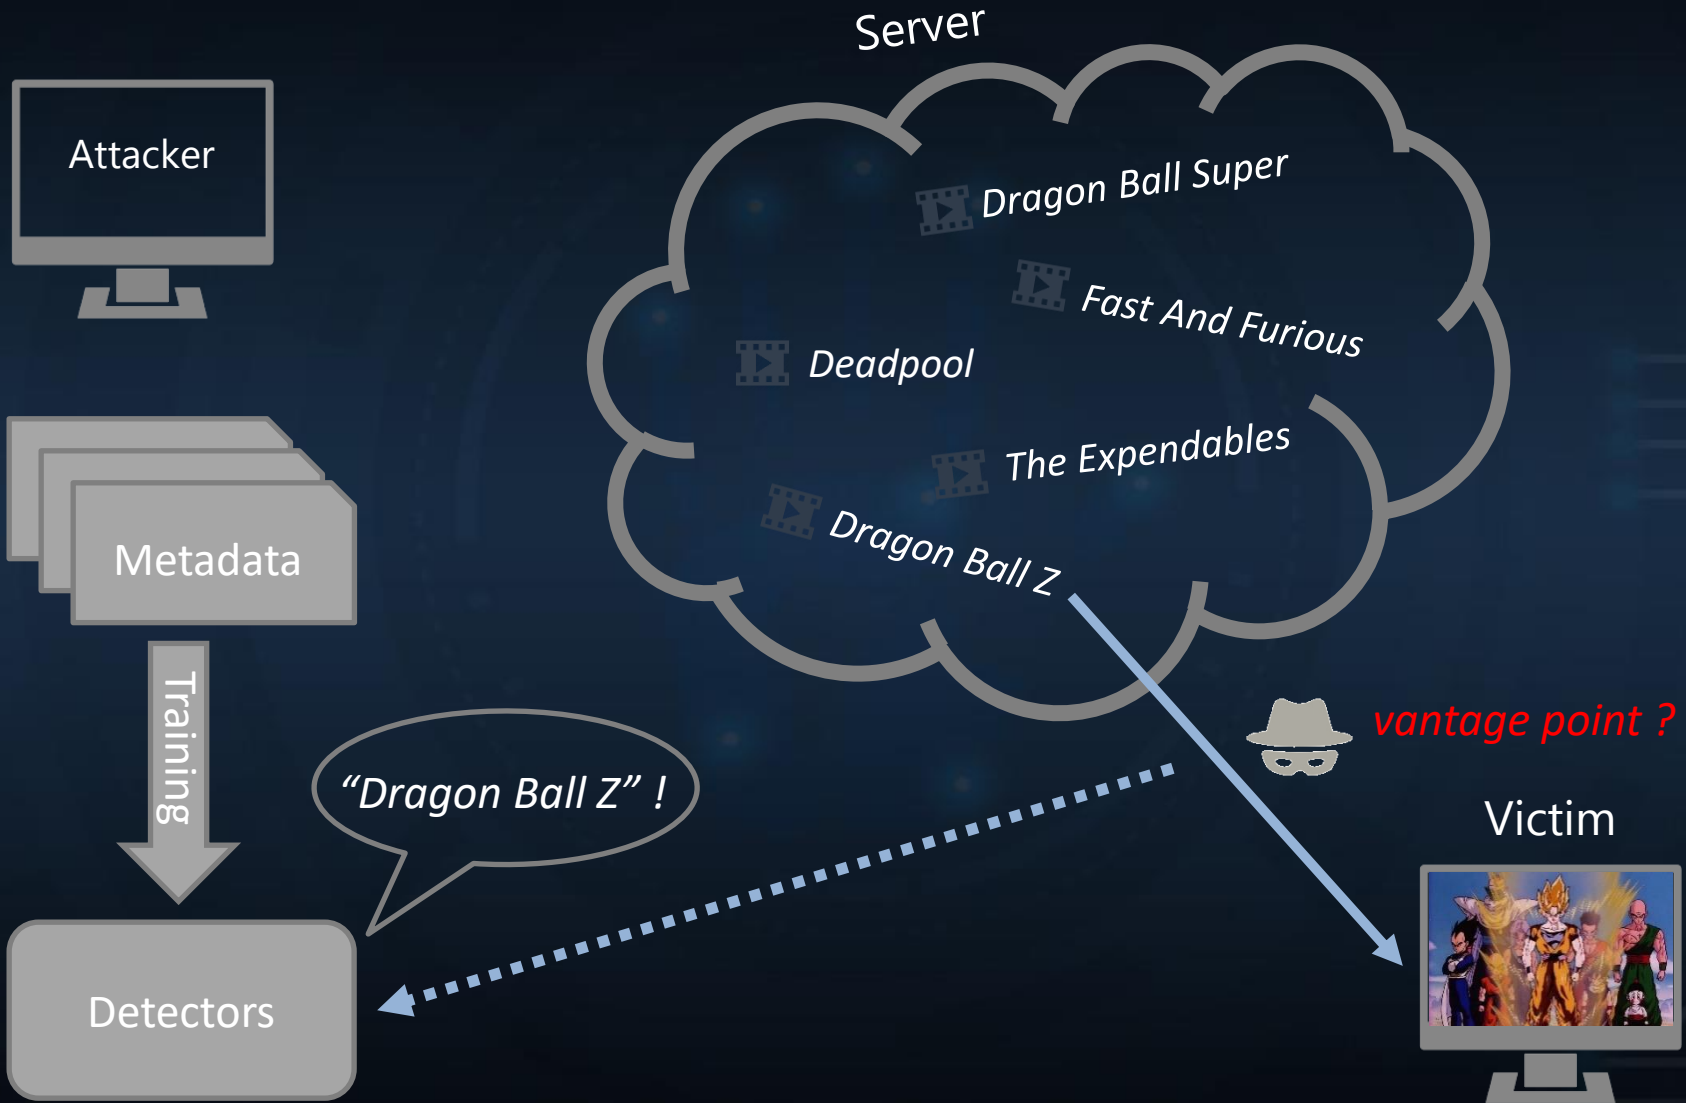 Server
Attacker
Dragon Ball Super
Fast And Furious
Deadpool
The Expendables
Dragon Ball Z
Metadata
Training
vantage point ?
“Dragon Ball Z” !
Victim
Detectors